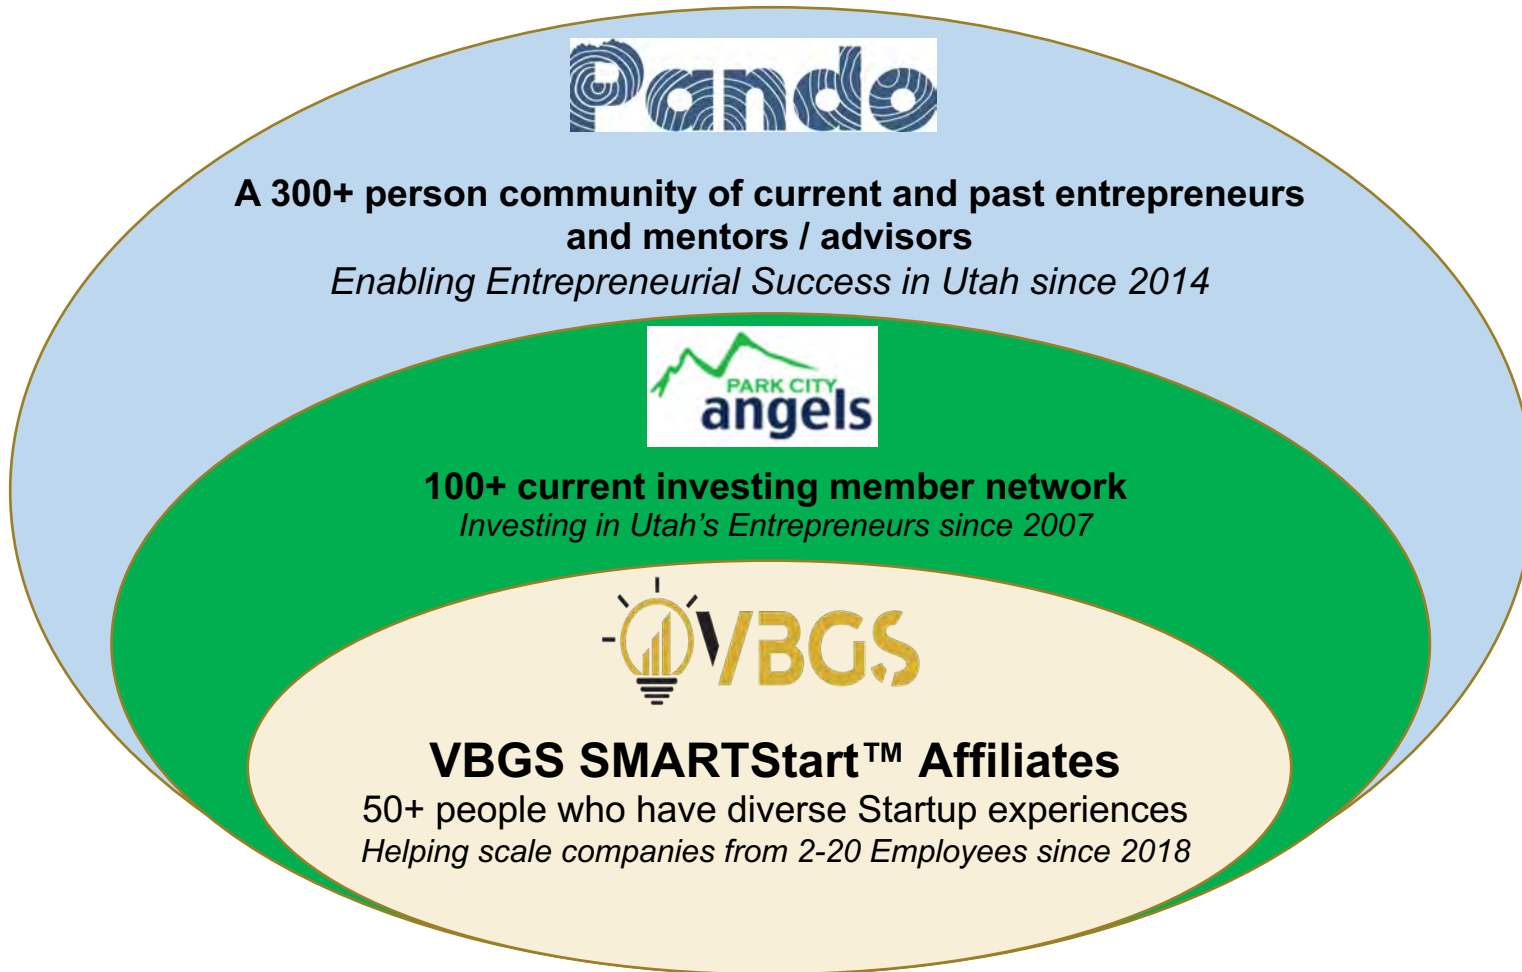 Pando
A 300+ person community of current and past entrepreneurs
and mentors / advisors
Enabling Entrepreneurial Success in Utah since 2014
PARK CITY
angels
100+ current investing member network
Investing in Utah’s Entrepreneurs since 2007
VBGS
VBGS SMARTStart™ Affiliates
50+ people who have diverse Startup experiences
Helping scale companies from 2-20 Employees since 2018